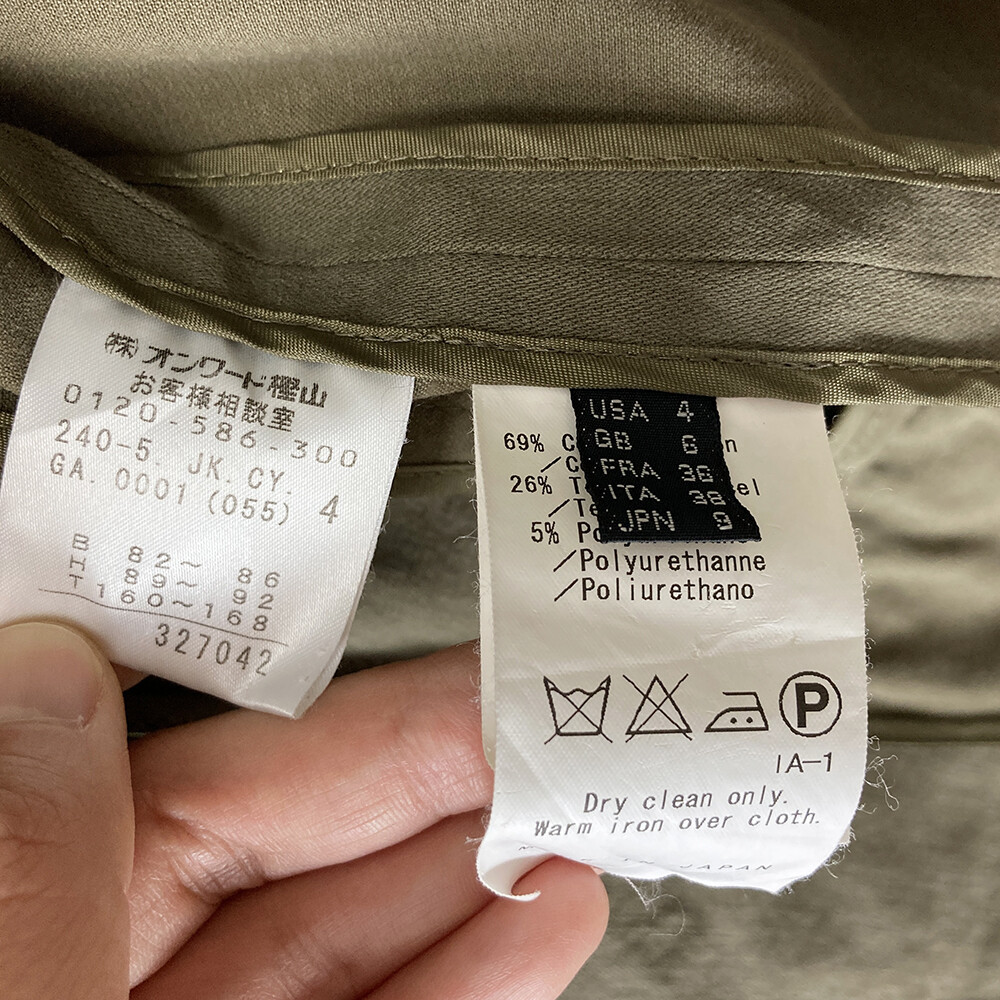 (株)オンワード樫山
お客様相談室
0120-586-300
240-5. JK. CY.
GA. 0001 (055) 4
B 82～ 86
H 89～ 92
T 160～168
327042
USA 4
GB 6
FRA 36
ITA 38
JPN 9
69%
26%
5%
/Polyurethanne
/Poliurethano
P
IA-1
Dry clean only.
Warm iron over cloth.
JAPAN